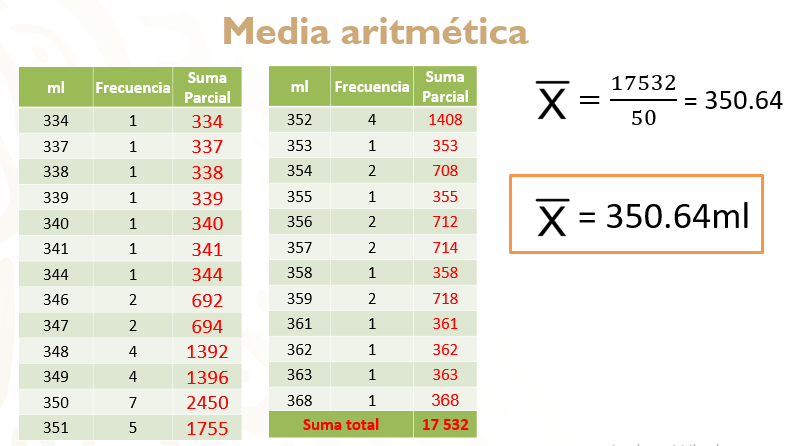 Media aritmética
ml Frecuencia Suma Parcial
334 1 334
337 1 337
338 1 338
339 1 339
340 1 340
341 1 341
344 1 344
346 2 692
347 2 694
348 4 1392
349 4 1396
350 7 2450
351 5 1755
ml Frecuencia Suma Parcial
352 4 1408
353 1 353
354 2 708
355 1 355
356 2 712
357 2 714
358 1 358
359 2 718
361 1 361
362 1 362
363 1 363
368 1 368
Suma total 17 532
X̅ = 17532/50 = 350.64
X̅ = 350.64ml